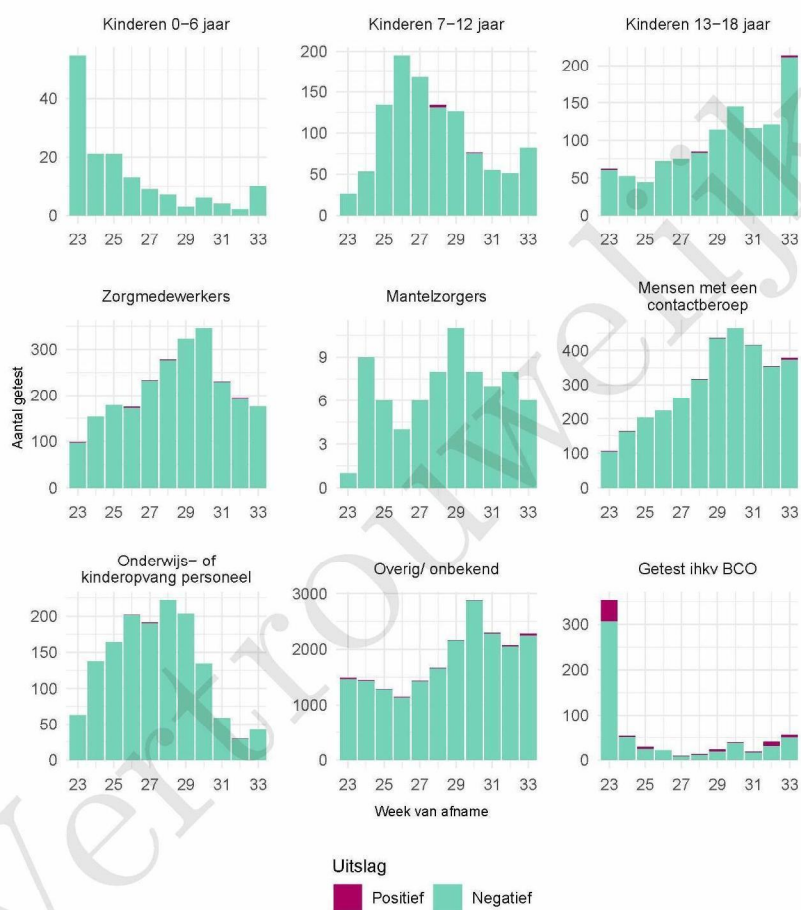 Kinderen 0–6 jaar
Kinderen 7–12 jaar
Kinderen 13–18 jaar
40
20
0
23 25 27 29 31 33
200
150
100
50
0
23 25 27 29 31 33
200
150
100
50
0
23 25 27 29 31 33
Zorgmedewerkers
Mantelzorgers
Mensen met een
contactberoep
Aantal getest
300
200
100
0
23 25 27 29 31 33
9
6
3
0
23 25 27 29 31 33
400
300
200
100
0
23 25 27 29 31 33
Onderwijs– of
kinderopvang personeel
Overig/ onbekend
Getest ihkv BCO
200
150
100
50
0
23 25 27 29 31 33
3000
2000
1000
0
23 25 27 29 31 33
300
200
100
0
23 25 27 29 31 33
Week van afname
Uitslag
Positief Negatief
Vertrouwelijk